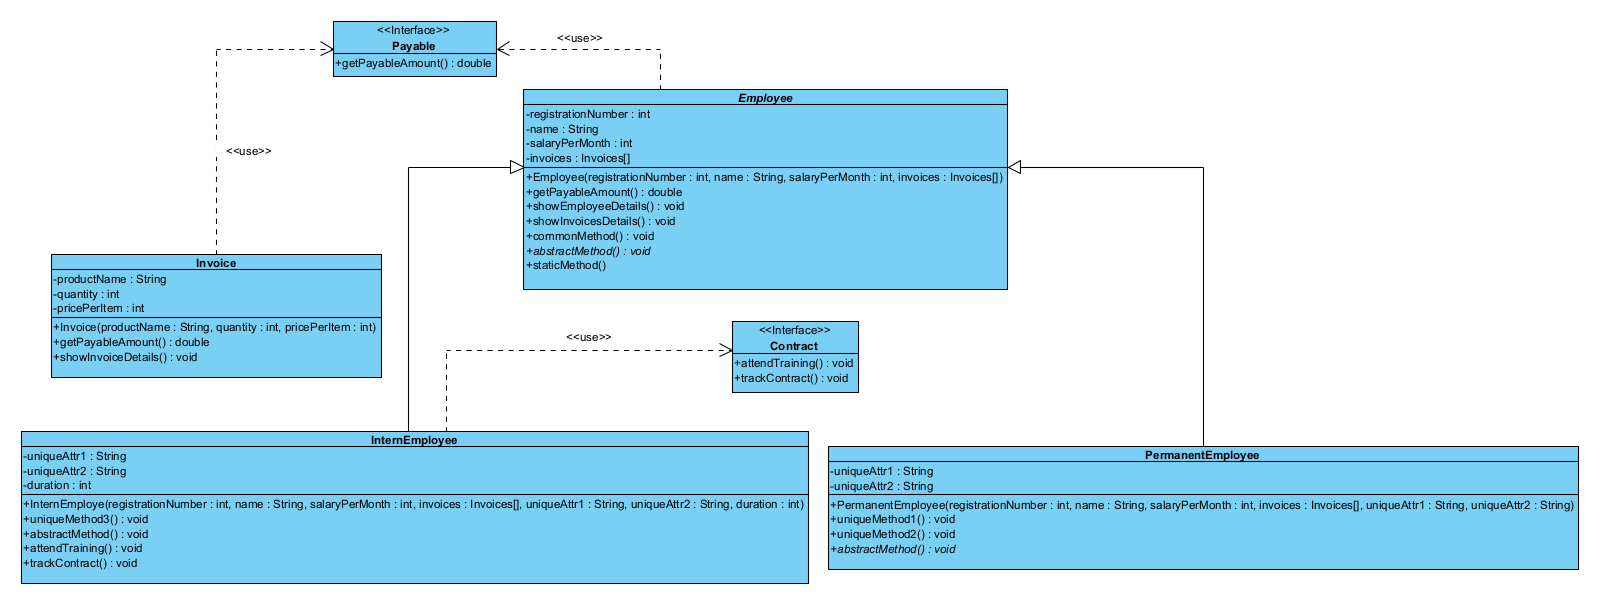 <<Interface>>
Payable
+getPayableAmount() : double
<<use>>
<<use>>
Employee
-registrationNumber : int
-name : String
-salaryPerMonth : int
-invoices : Invoices[]
+Employee(registrationNumber : int, name : String, salaryPerMonth : int, invoices : Invoices[])
+getPayableAmount() : double
+showEmployeeDetails() : void
+showInvoicesDetails() : void
+commonMethod() : void
+abstractMethod() : void
+staticMethod()
Invoice
-productName : String
-quantity : int
-pricePerItem : int
+Invoice(productName : String, quantity : int, pricePerItem : int)
+getPayableAmount() : double
+showInvoiceDetails() : void
<<use>>
<<Interface>>
Contract
+attendTraining() : void
+trackContract() : void
InternEmployee
-uniqueAttr1 : String
-uniqueAttr2 : String
-duration : int
+InternEmploye(registrationNumber : int, name : String, salaryPerMonth : int, invoices : Invoices[], uniqueAttr1 : String, uniqueAttr2 : String, duration : int)
+uniqueMethod3() : void
+abstractMethod() : void
+attendTraining() : void
+trackContract() : void
PermanentEmployee
-uniqueAttr1 : String
-uniqueAttr2 : String
+PermanentEmployee(registrationNumber : int, name : String, salaryPerMonth : int, invoices : Invoices[], uniqueAttr1 : String, uniqueAttr2 : String)
+uniqueMethod1() : void
+uniqueMethod2() : void
+abstractMethod() : void